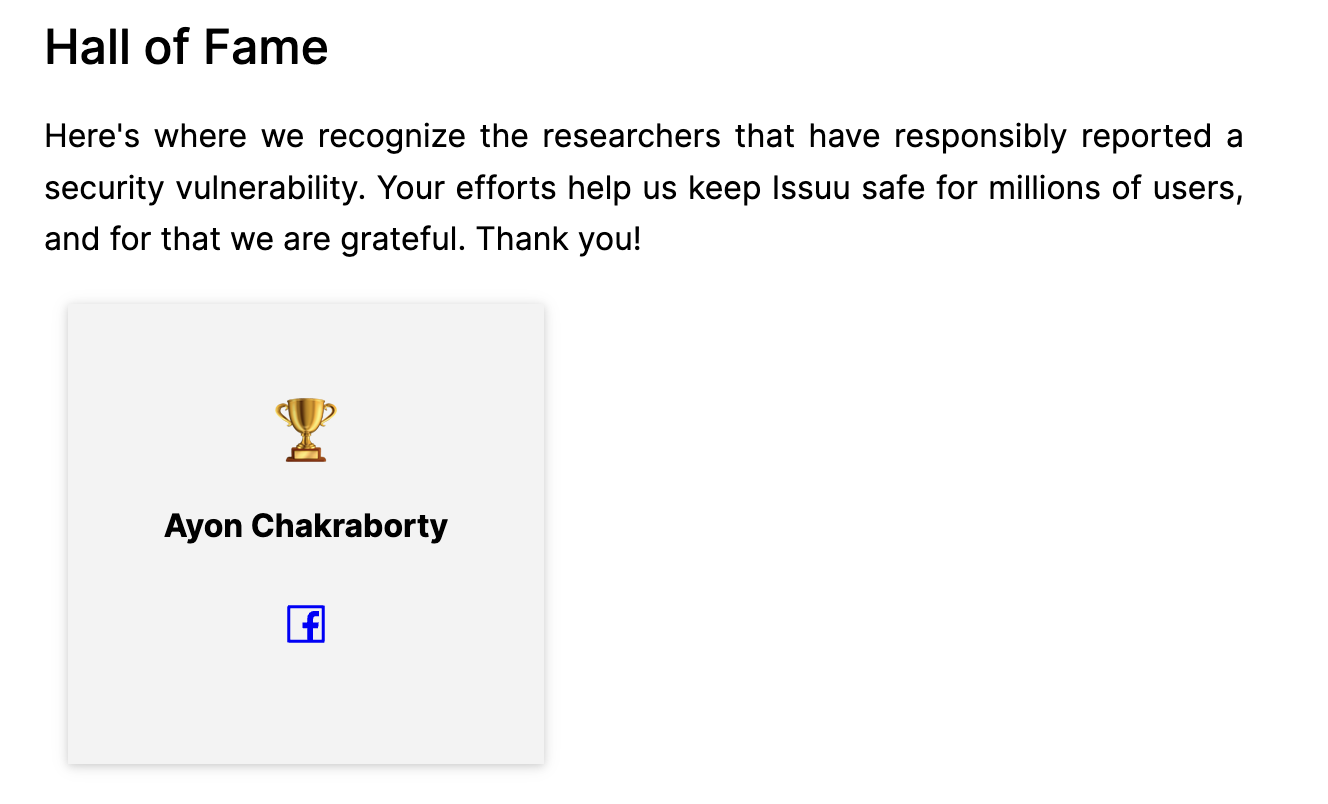 Hall of Fame
Here's where we recognize the researchers that have responsibly reported a
security vulnerability. Your efforts help us keep Issuu safe for millions of users,
and for that we are grateful. Thank you!
Ayon Chakraborty